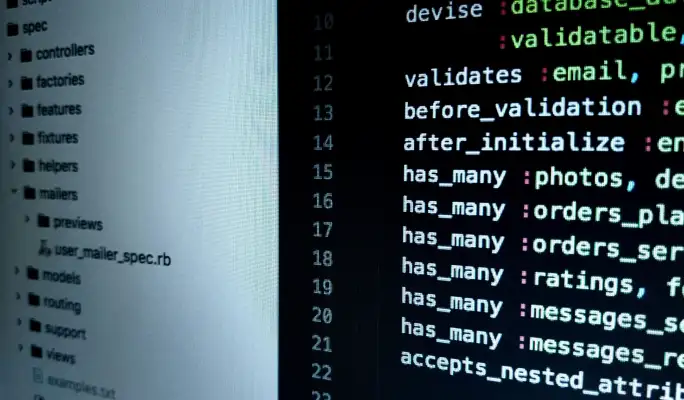 spec
controllers
factories
features
fixtures
helpers
mailers
previews
user_mailer_spec.rb
models
routing
support
views
examples.txt
10 devise :database_au
11 :validatable,
12 validates :email, pr
13 before_validation :e
14 after_initialize :en
15 has_many :photos, de
16 has_many :orders_pla
17 has_many :orders_ser
18 has_many :ratings, f
19 has_many :messages_s
20 has_many :messages_re
21 accepts_nested_attrib
22
23